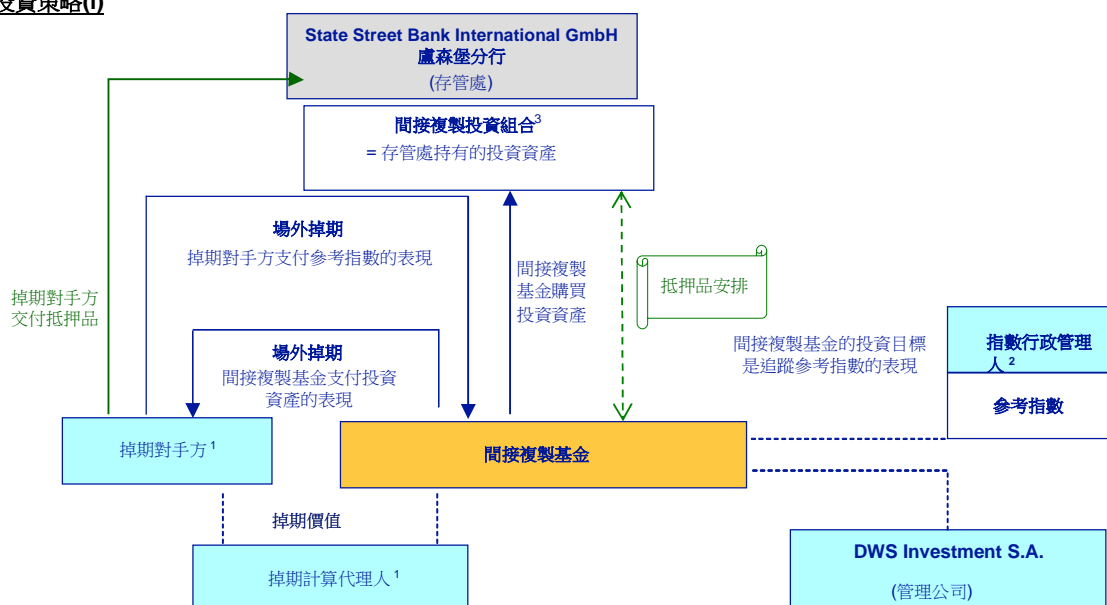 投資策略(i)
State Street Bank International GmbH
盧森堡分行
(存管處)
間接複製投資組合3
= 存管處持有的投資資產
場外掉期
掉期對手方支付參考指數的表現
間接複製
基金購買
投資資產
抵押品安排
掉期對手方
交付抵押品
場外掉期
間接複製基金支付投資
資產的表現
間接複製基金的投資目標
是追蹤參考指數的表現
指數行政管理
人 2
參考指數
掉期對手方 1
間接複製基金
掉期價值
掉期計算代理人 1
DWS Investment S.A.
(管理公司)